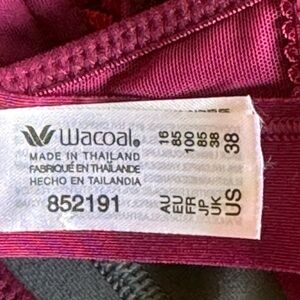 Wacoal®
MADE IN THAILAND
FABRIQUÉ EN THAÏLANDE
HECHO EN TAILANDIA
852191
AU 16
EU 85
FR 100
JP 85
UK 38
US 38